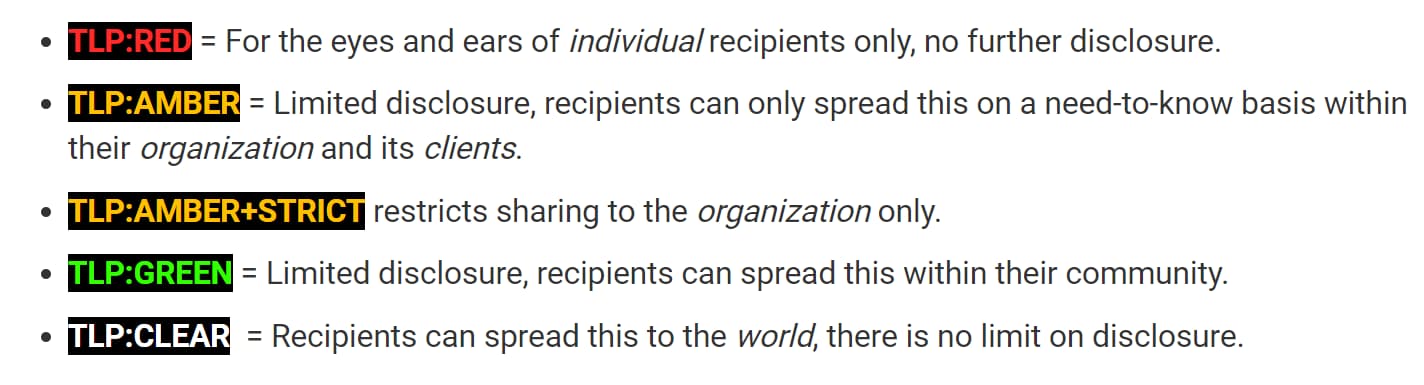 • TLP:RED = For the eyes and ears of individual recipients only, no further disclosure.
• TLP:AMBER = Limited disclosure, recipients can only spread this on a need-to-know basis within
their organization and its clients.
• TLP:AMBER+STRICT restricts sharing to the organization only.
• TLP:GREEN = Limited disclosure, recipients can spread this within their community.
• TLP:CLEAR = Recipients can spread this to the world, there is no limit on disclosure.